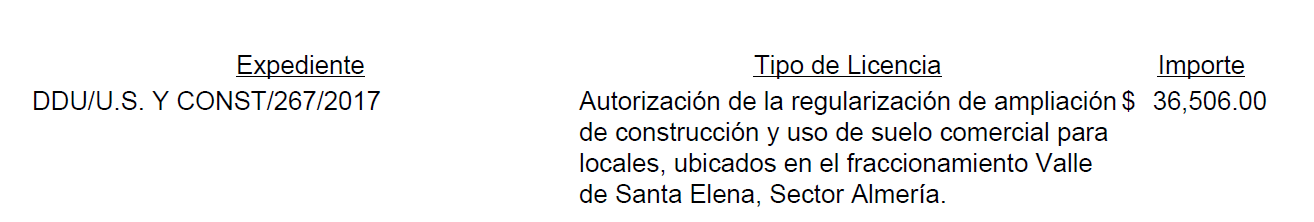 Expediente Tipo de Licencia Importe
DDU/U.S. Y CONST/267/2017 Autorización de la regularización de ampliación $ 36,506.00
de construcción y uso de suelo comercial para
locales, ubicados en el fraccionamiento Valle
de Santa Elena, Sector Almería.